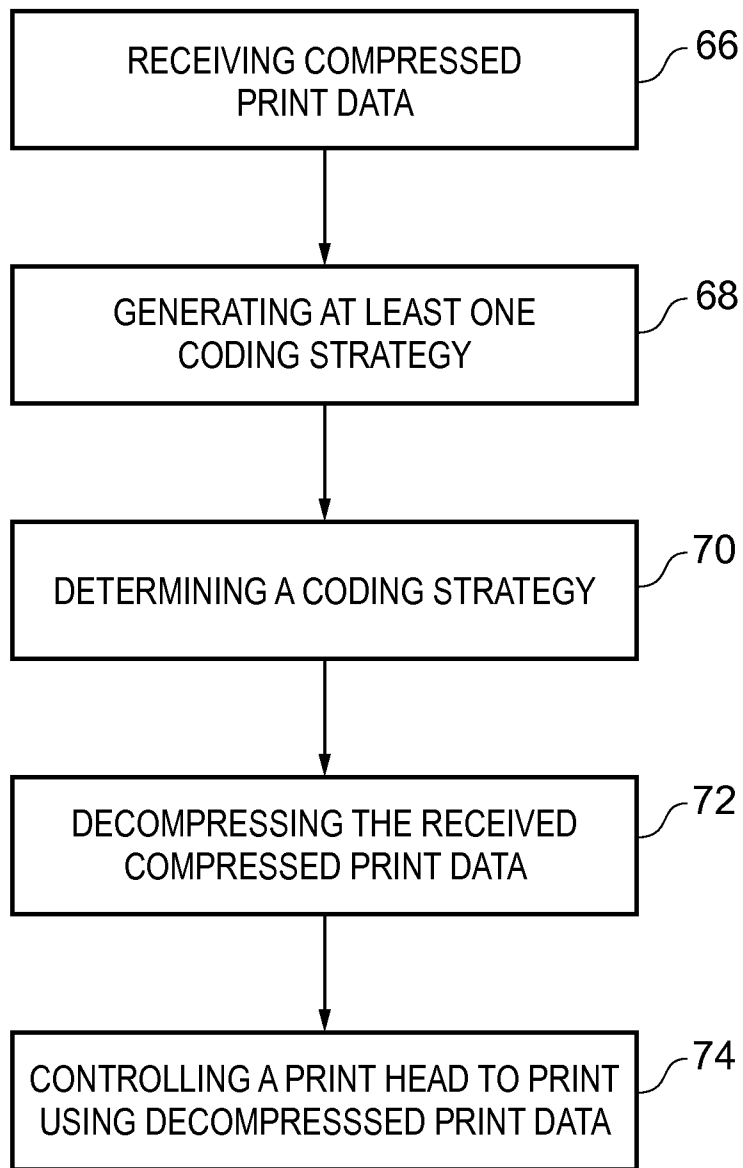 RECEIVING COMPRESSED
PRINT DATA
66
GENERATING AT LEAST ONE
CODING STRATEGY
68
DETERMINING A CODING STRATEGY
70
DECOMPRESSING THE RECEIVED
COMPRESSED PRINT DATA
72
CONTROLLING A PRINT HEAD TO PRINT
USING DECOMPRESSSED PRINT DATA
74